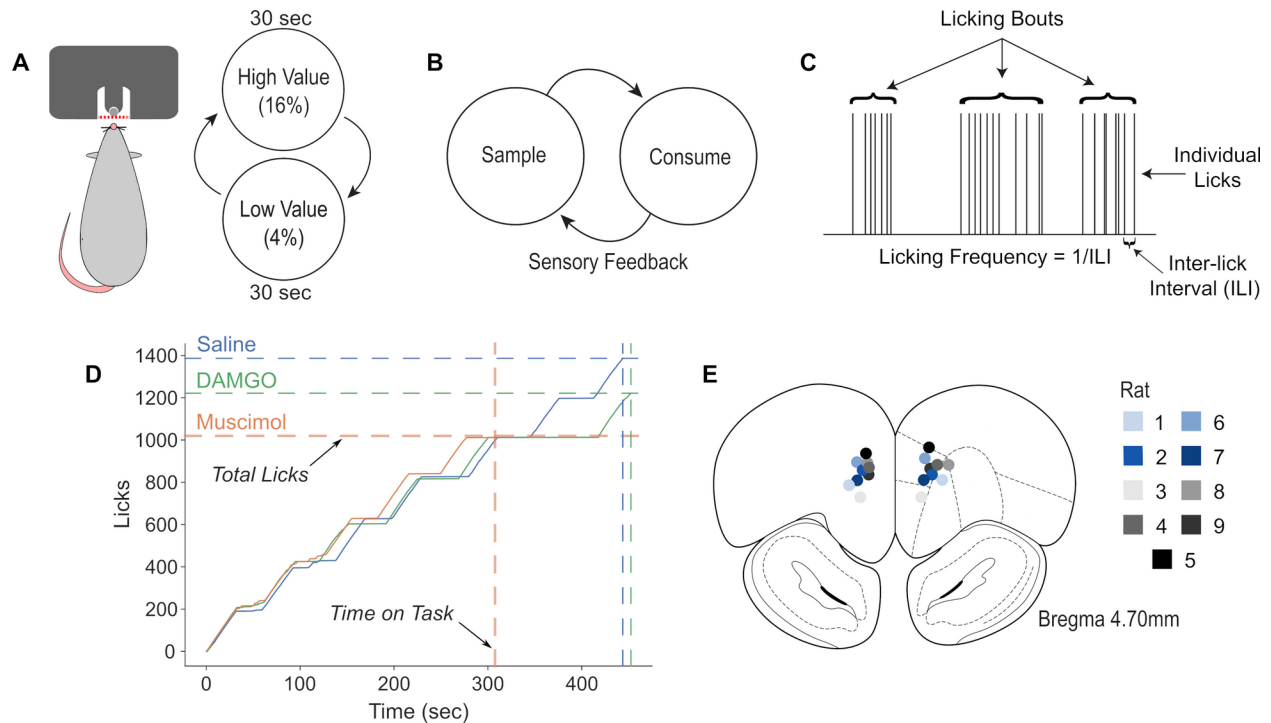 A
30 sec
High Value
(16%)
Low Value
(4%)
30 sec
B
Sample
Consume
Sensory Feedback
C
Licking Bouts
Individual
Licks
Licking Frequency = 1/ILI
Inter-lick
Interval (ILI)
D
Saline
DAMGO
Muscimol
Total Licks
Time on Task
Licks
1400
1200
1000
800
600
400
200
0
0 100 200 300 400
Time (sec)
E
Rat
1 6
2 7
3 8
4 9
5
Bregma 4.70mm